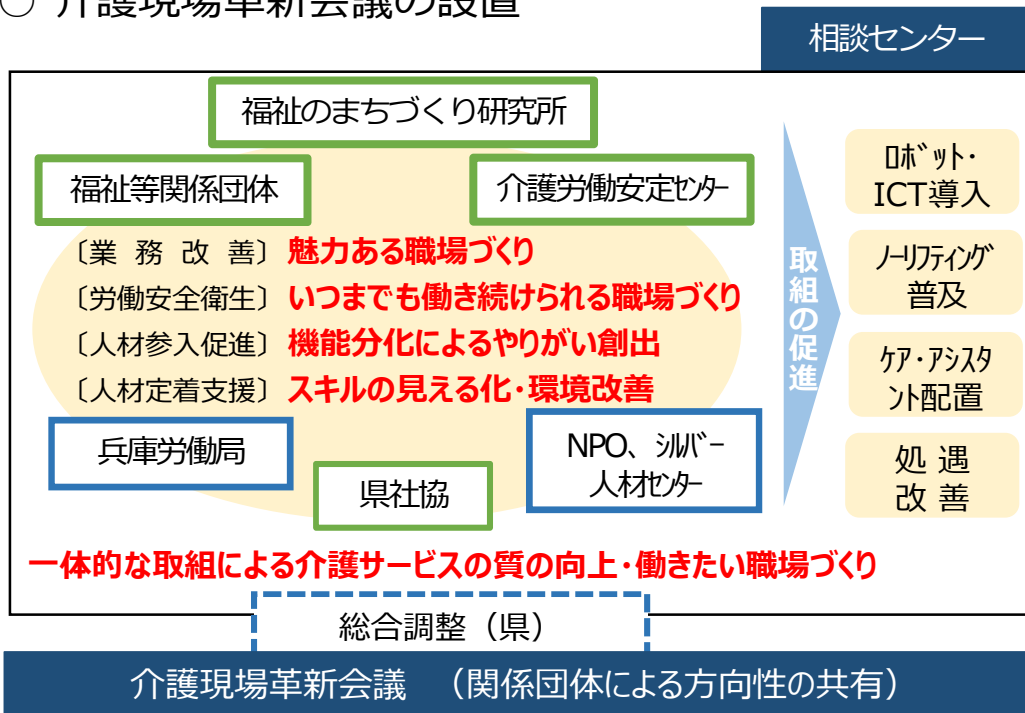 ○ 介護現場革新会議の設置
相談センター
福祉のまちづくり研究所
福祉等関係団体
介護労働安定ｾﾝﾀｰ
〔業 務 改 善〕 魅力ある職場づくり
〔労働安全衛生〕 いつまでも働き続けられる職場づくり
〔人材参入促進〕 機能分化によるやりがい創出
〔人材定着支援〕 スキルの見える化・環境改善
兵庫労働局
県社協
NPO、ｼﾙﾊﾞｰ
人材ｾﾝﾀｰ
取組の促進
ﾛﾎﾞｯﾄ・
ICT導入
ﾉｰﾘﾌﾃｨﾝｸﾞ
普及
ｹｱ・ｱｼｽﾀ
ﾝﾄ配置
処 遇
改 善
一体的な取組による介護サービスの質の向上・働きたい職場づくり
総合調整（県）
介護現場革新会議 （関係団体による方向性の共有）